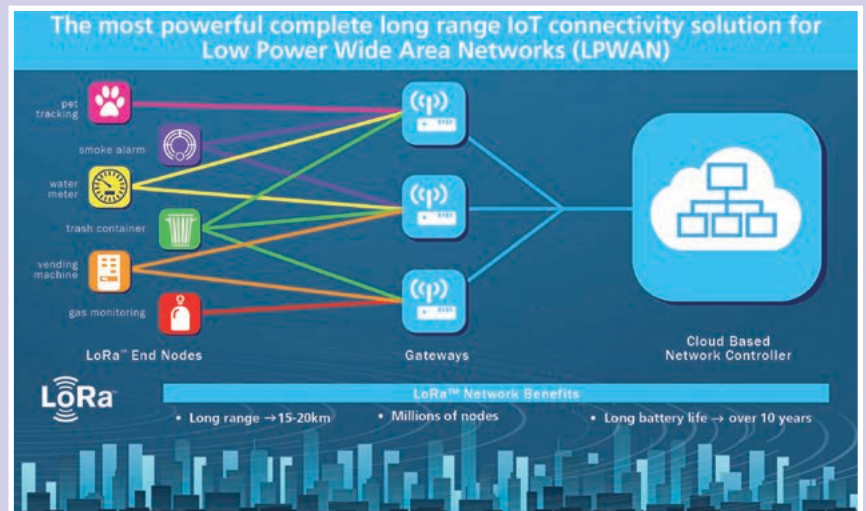 The most powerful complete long range IoT connectivity solution for
Low Power Wide Area Networks (LPWAN)
pet
tracking
smoke alarm
water
meter
trash container
vending
machine
gas monitoring
LoRa™ End Nodes
Gateways
Cloud Based
Network Controller
LoRa™
LoRa™ Network Benefits
• Long range →15-20km
• Millions of nodes
• Long battery life → over 10 years